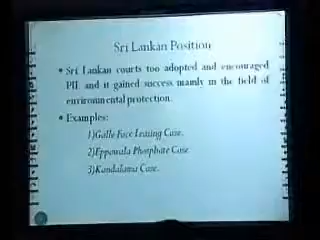 Sri Lankan Position
• Sri Lankan courts too adopted and encouraged
PIL and it gained success mainly in the field of
environmental protection.
• Examples:
1)Galle Face Leasing Case.
2)Eppawala Phosphate Case.
3)Kandalama Case.